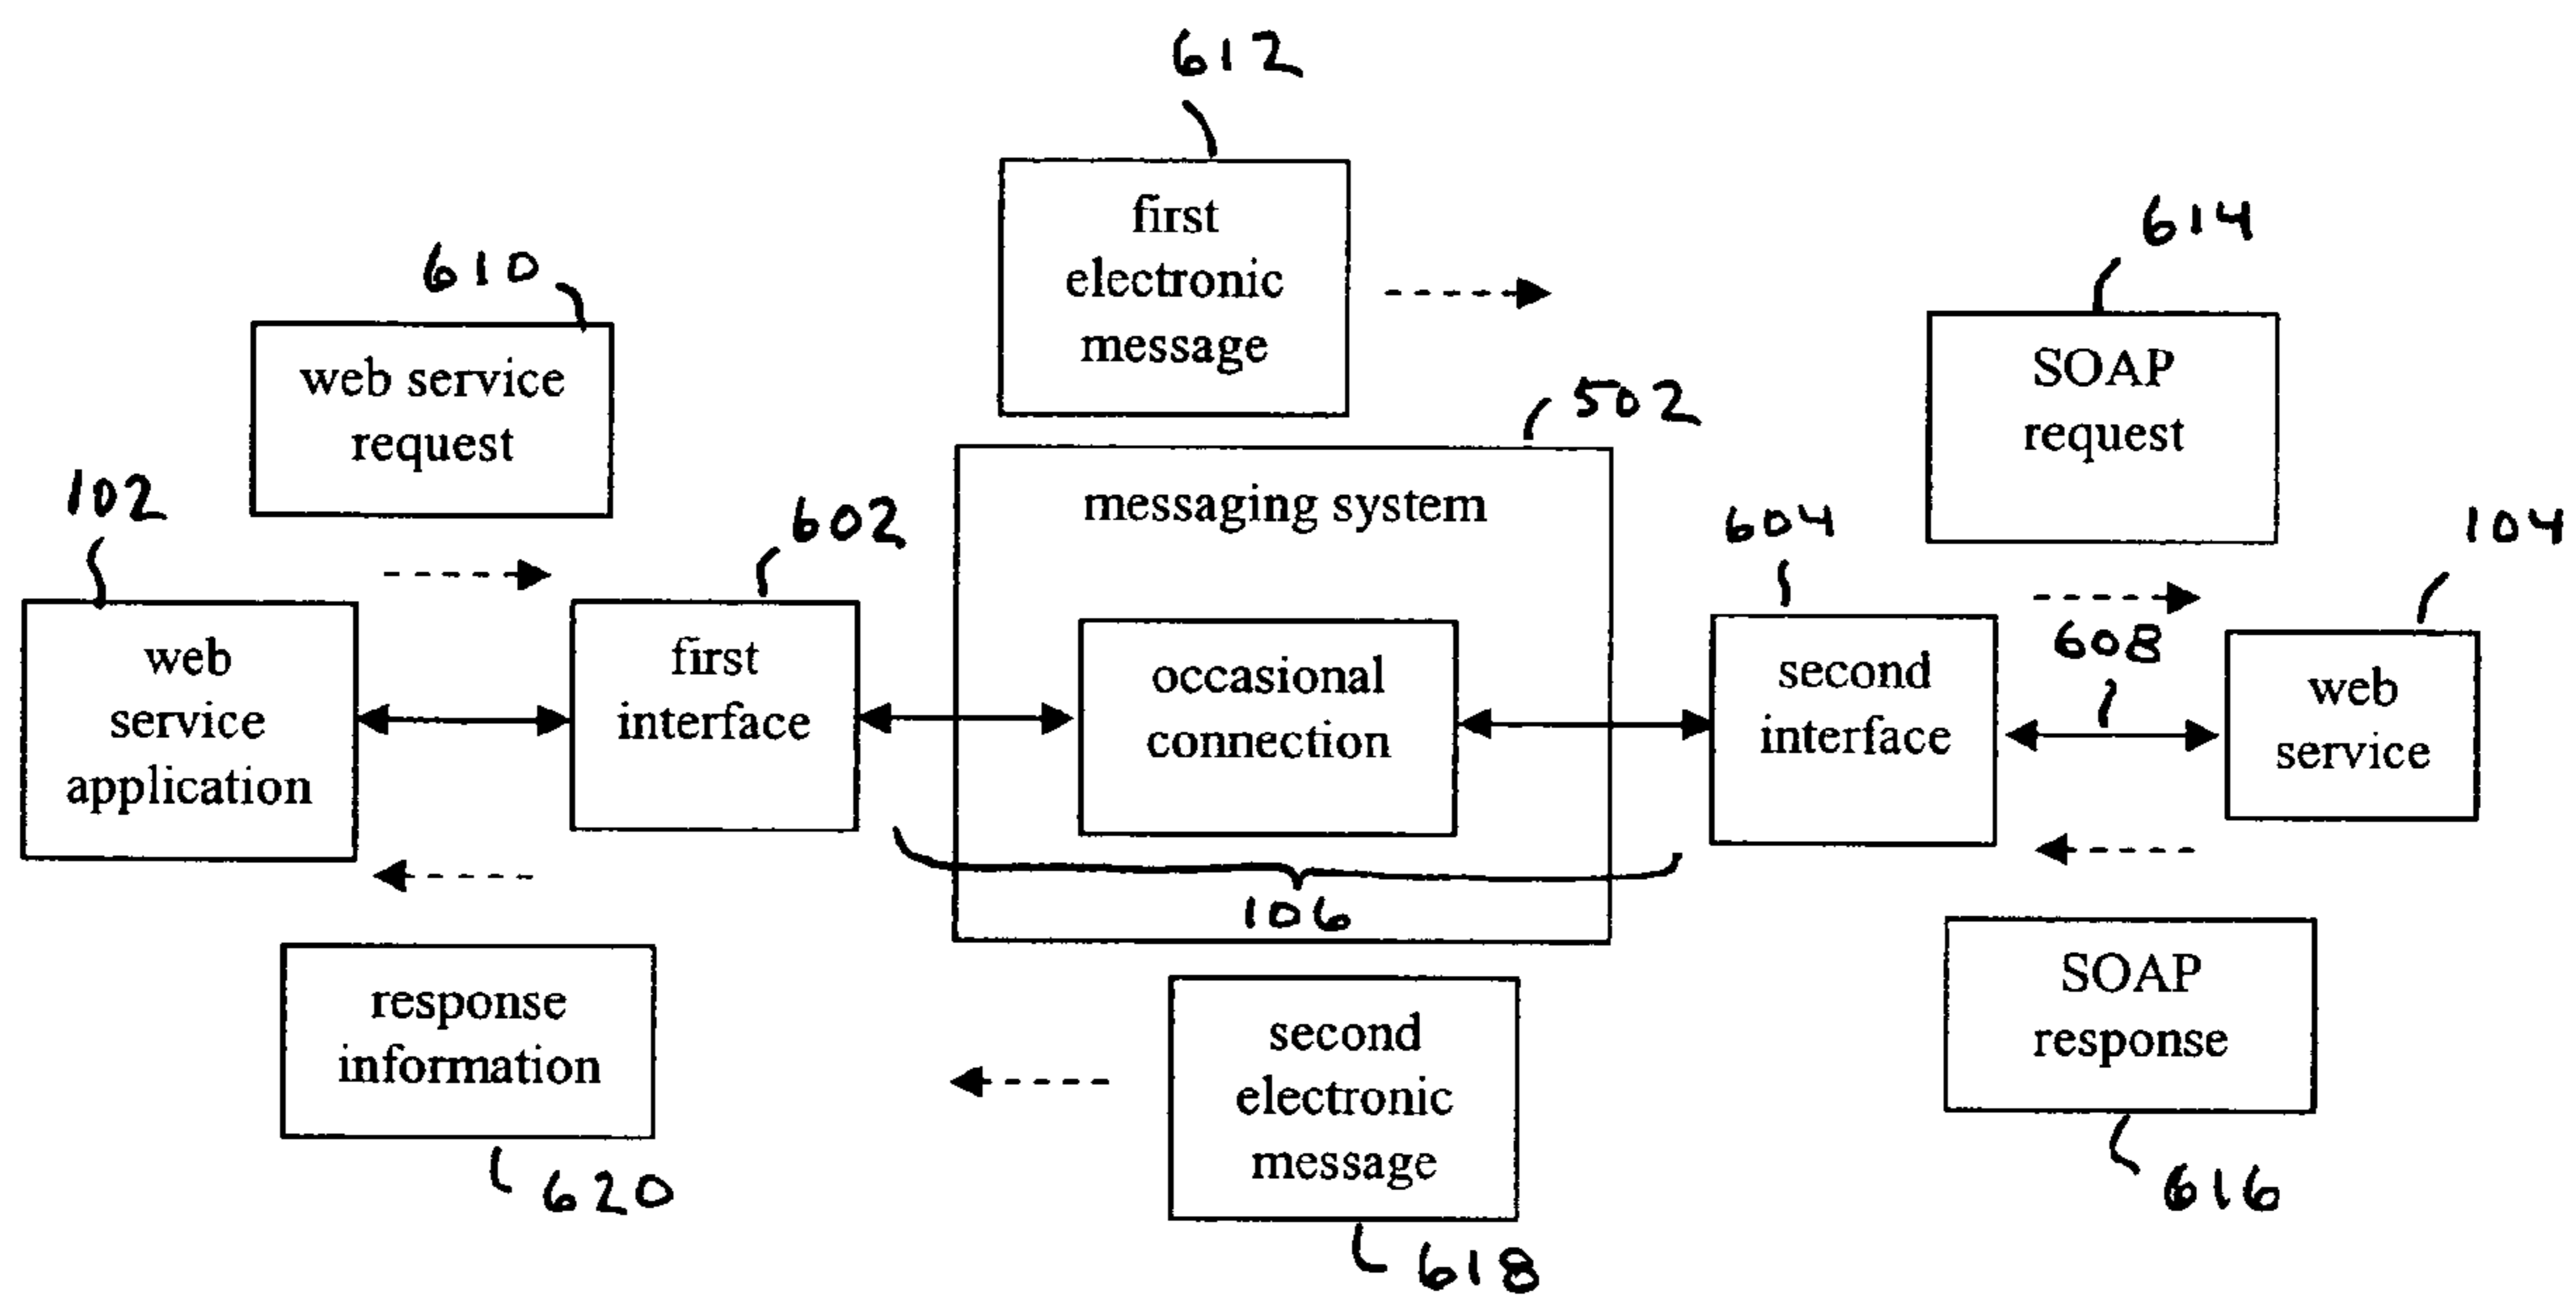 612
first
electronic
message
614
SOAP
request
610
web service
request
502
messaging system
102
602
604
104
608
web
service
application
first
interface
occasional
connection
second
interface
web
service
106
response
information
620
second
electronic
message
618
SOAP
response
616